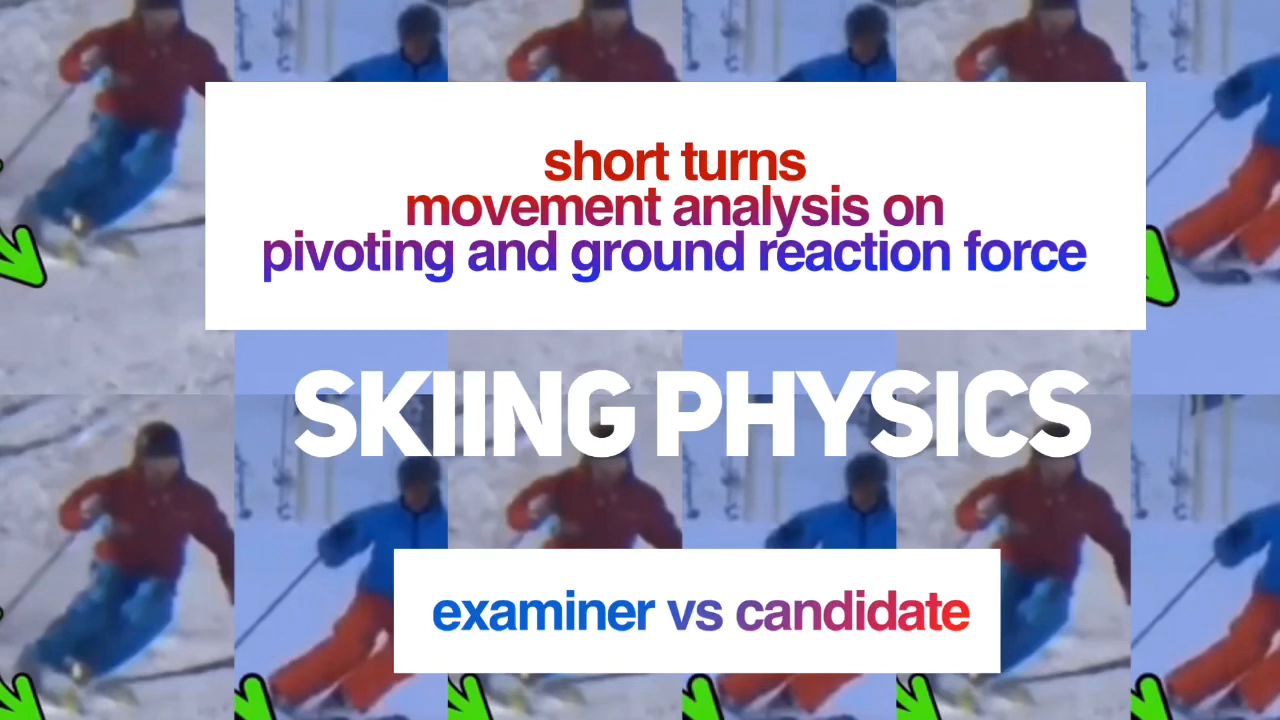 short turns
movement analysis on
pivoting and ground reaction force
SKIING PHYSICS
examiner vs candidate